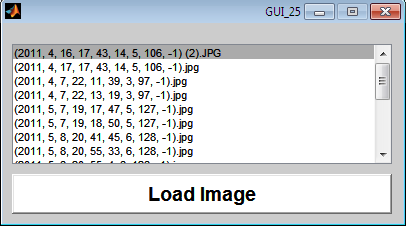 GUI_25
(2011, 4, 16, 17, 43, 14, 5, 106, -1) (2).JPG
(2011, 4, 17, 17, 43, 14, 5, 106, -1).jpg
(2011, 4, 7, 22, 11, 39, 3, 97, -1).jpg
(2011, 4, 7, 22, 13, 19, 3, 97, -1).jpg
(2011, 5, 7, 19, 17, 47, 5, 127, -1).jpg
(2011, 5, 7, 19, 18, 50, 5, 127, -1).jpg
(2011, 5, 8, 20, 41, 45, 6, 128, -1).jpg
(2011, 5, 8, 20, 55, 33, 6, 128, -1).jpg
Load Image